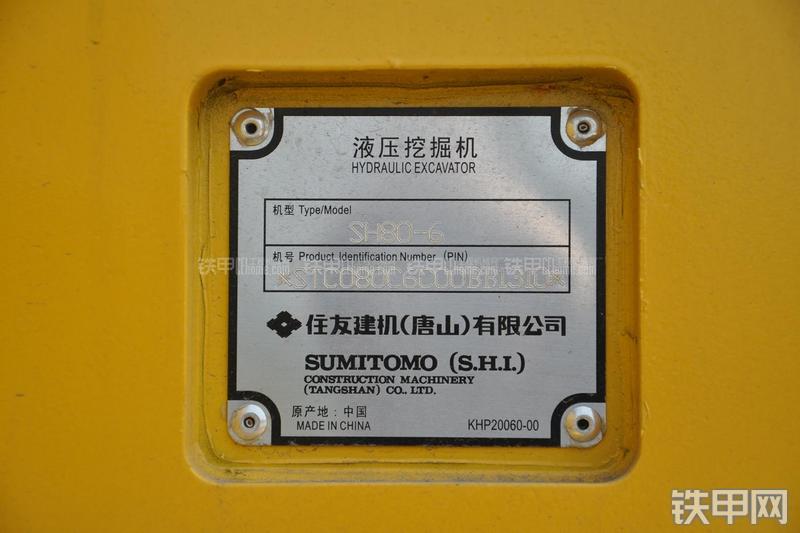 液压挖掘机
HYDRAULIC EXCAVATOR
机型 Type/Model
SH80-6
机号 Product Identification Number (PIN)
住友建机(唐山)有限公司
SUMITOMO (S.H.I.)
CONSTRUCTION MACHINERY
(TANGSHAN) CO., LTD.
原产地:中国
MADE IN CHINA
KHP20060-00
铁甲网